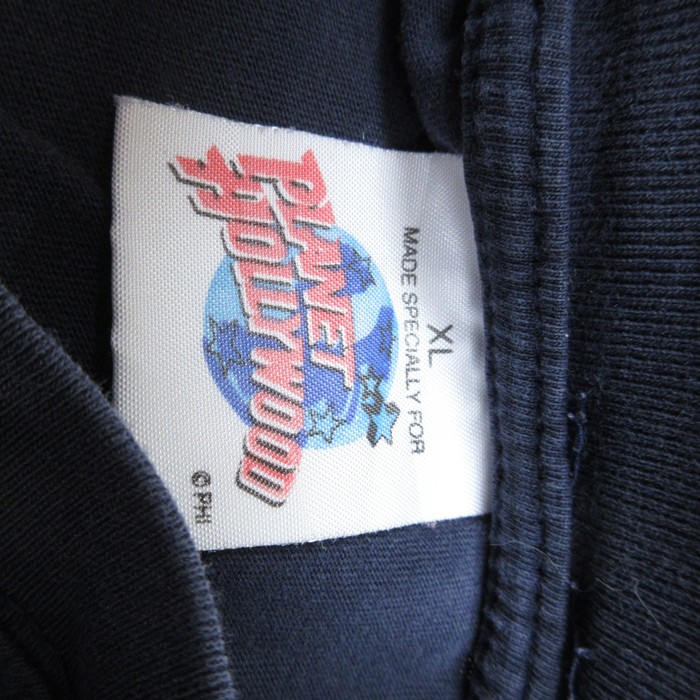 XL
MADE SPECIALLY FOR
PLANET
HOLLYWOOD
© PHI